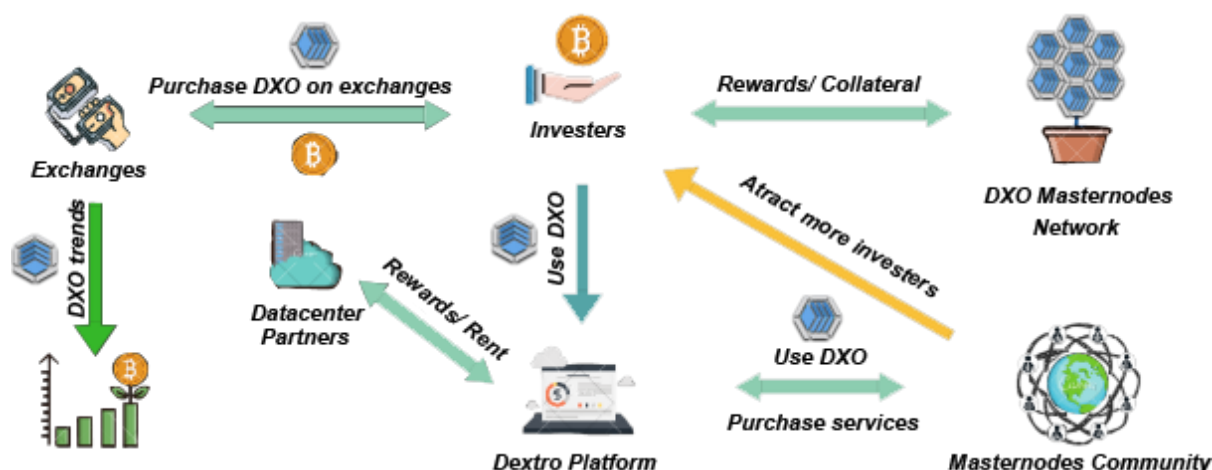 Purchase DXO on exchanges
Rewards/ Collateral
Investers
Exchanges
DXO Masternodes
Network
DXO trends
Use DXO
Atract more investers
Datacenter
Partners
Rewards/ Rent
Use DXO
Purchase services
Dextro Platform
Masternodes Community